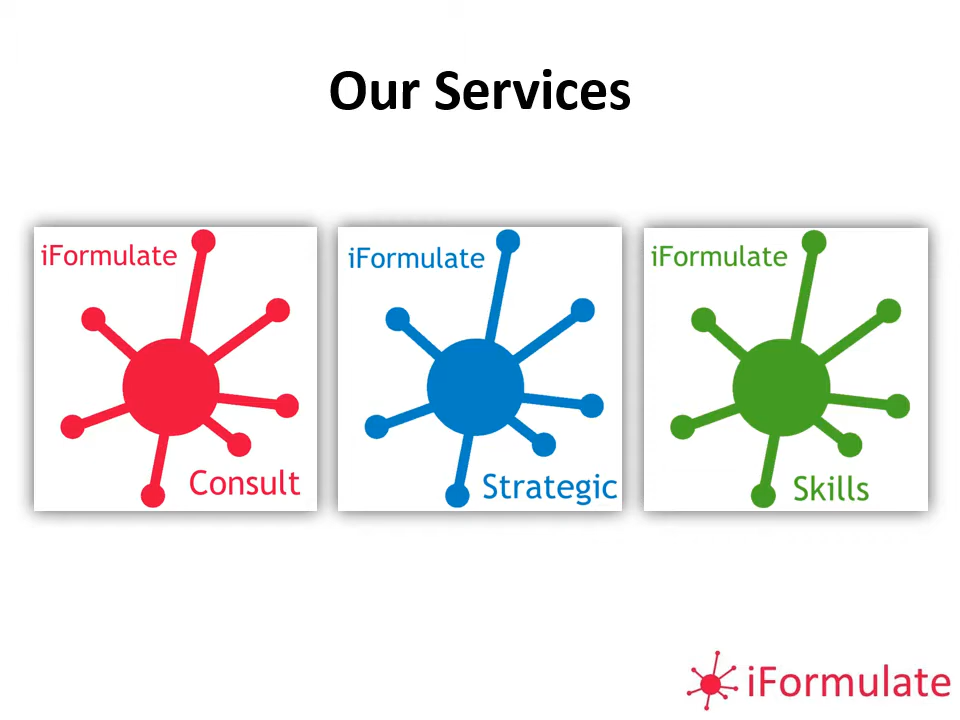 Our Services
iFormulate
Consult
iFormulate
Strategic
iFormulate
Skills
iFormulate